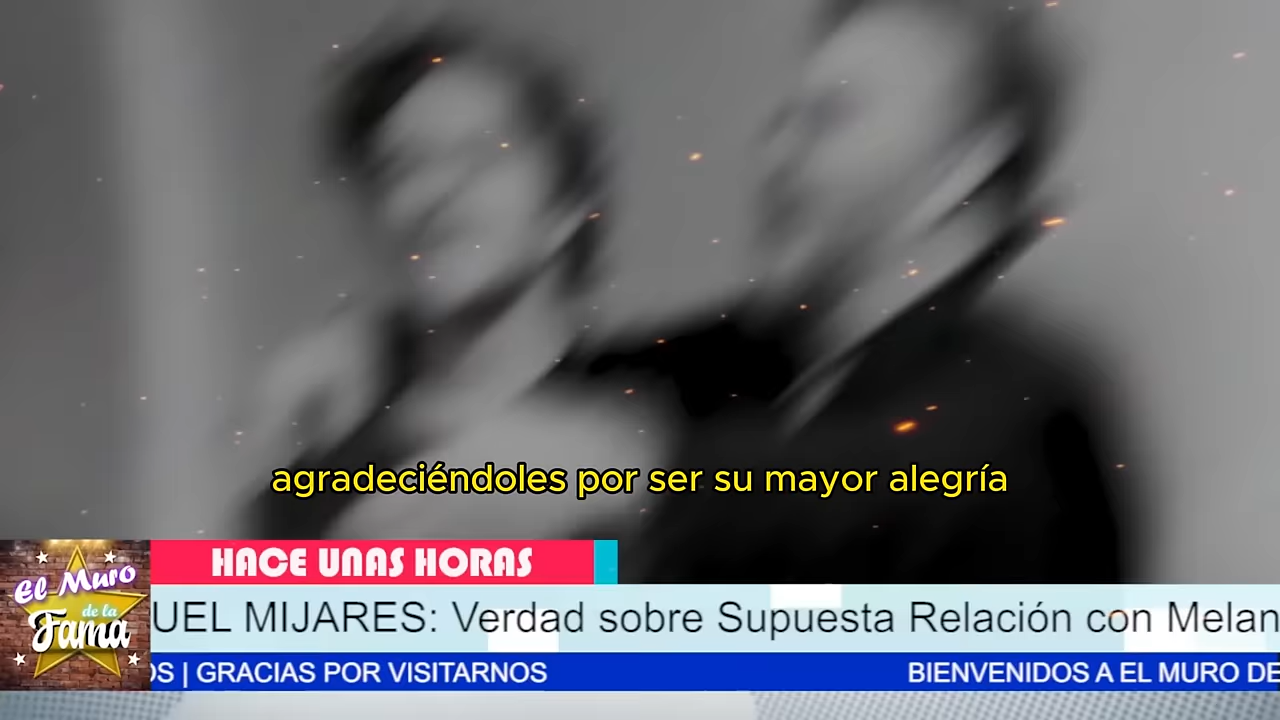 agradeciéndoles por ser su mayor alegría
HACE UNAS HORAS
El Muro
de la
Fama
UEL MIJARES: Verdad sobre Supuesta Relación con Melan
OS | GRACIAS POR VISITARNOS
BIENVENIDOS A EL MURO DE